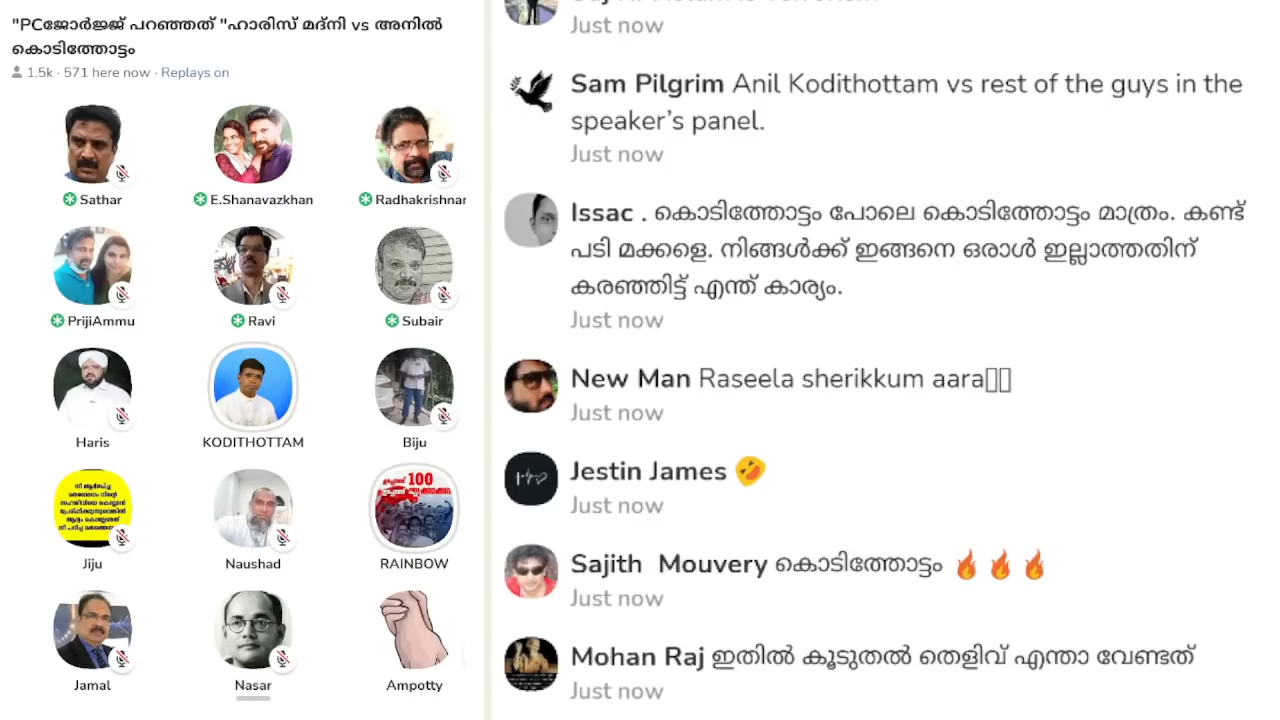 "PCജോർജ്ജ് പറഞ്ഞത് "ഹാരിസ് മദ്നി vs അനിൽ
കൊടിത്തോട്ടം
1.5k · 571 here now · Replays on
Sathar
E.Shanavazkhan
Radhakrishnar
PrijiAmmu
Ravi
Subair
Haris
KODITHOTTAM
Biju
100
Jiju
Naushad
RAINBOW
Jamal
Nasar
Ampotty
Just now
Sam Pilgrim Anil Kodithottam vs rest of the guys in the
speaker's panel.
Just now
Issac . കൊടിത്തോട്ടം പോലെ കൊടിത്തോട്ടം മാത്രം. കണ്ട്
പടി മക്കളെ. നിങ്ങൾക്ക് ഇങ്ങനെ ഒരാൾ ഇല്ലാത്തതിന്
കരഞ്ഞിട്ട് എന്ത് കാര്യം.
Just now
New Man Raseela sherikkum aara
Just now
Jestin James 🤣
Just now
Sajith Mouvery കൊടിത്തോട്ടം 🔥🔥🔥
Just now
Mohan Raj ഇതിൽ കൂടുതൽ തെളിവ് എന്താ വേണ്ടത്
Just now